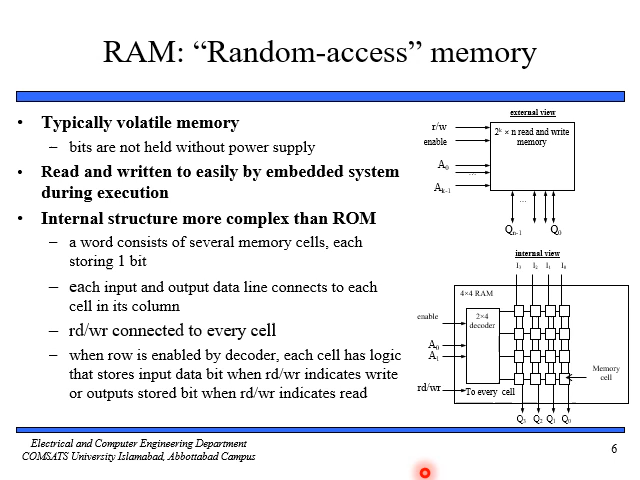 RAM: “Random-access” memory
• Typically volatile memory
– bits are not held without power supply
• Read and written to easily by embedded system
during execution
• Internal structure more complex than ROM
– a word consists of several memory cells, each
storing 1 bit
– each input and output data line connects to each
cell in its column
– rd/wr connected to every cell
– when row is enabled by decoder, each cell has logic
that stores input data bit when rd/wr indicates write
or outputs stored bit when rd/wr indicates read
external view
r/w
enable
2ᵏ × n read and write
memory
A0
...
Ak-1
...
Qn-1 Q0
internal view
I3 I2 I1 I0
4×4 RAM
enable
2×4
decoder
A0
A1
Memory
cell
rd/wr
To every cell
Q3 Q2 Q1 Q0
Electrical and Computer Engineering Department
COMSATS University Islamabad, Abbottabad Campus
6